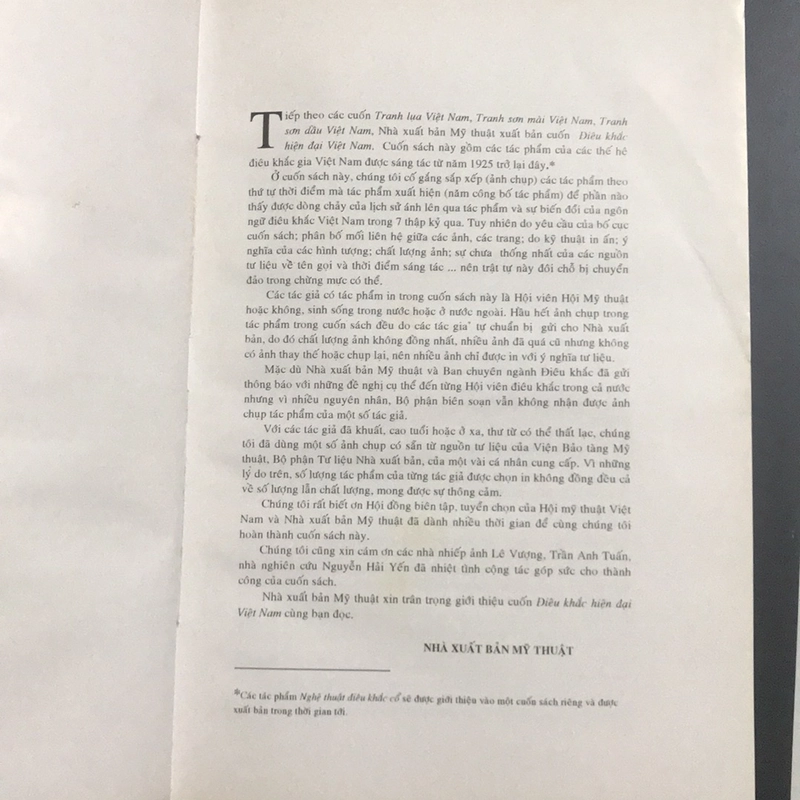 Tiếp theo các cuốn Tranh lụa Việt Nam, Tranh sơn mài Việt Nam, Tranh
sơn dầu Việt Nam, Nhà xuất bản Mỹ thuật xuất bản cuốn Điêu khắc
hiện đại Việt Nam. Cuốn sách này gồm các tác phẩm của các thế hệ
điêu khắc gia Việt Nam được sáng tác từ năm 1925 trở lại đây.*
Ở cuốn sách này, chúng tôi cố gắng sắp xếp (ảnh chụp) các tác phẩm theo
thứ tự thời điểm mà tác phẩm xuất hiện (năm công bố tác phẩm) để phần nào
thấy được dòng chảy của lịch sử ánh lên qua tác phẩm và sự biến đổi của ngôn
ngữ điêu khắc Việt Nam trong 7 thập kỷ qua. Tuy nhiên do yêu cầu của bố cục
cuốn sách; phân bố mối liên hệ giữa các ảnh, các trang; do kỹ thuật in ấn; ý
nghĩa của các hình tượng; chất lượng ảnh; sự chưa thống nhất của các nguồn
tư liệu về tên gọi và thời điểm sáng tác ... nên trật tự này đôi chỗ bị chuyển
đảo trong chừng mực có thể.
Các tác giả có tác phẩm in trong cuốn sách này là Hội viên Hội Mỹ thuật
hoặc không, sinh sống trong nước hoặc ở nước ngoài. Hầu hết ảnh chụp trong
tác phẩm trong cuốn sách đều do các tác gia' tự chuẩn bị gửi cho Nhà xuất
bản, do đó chất lượng ảnh không đồng nhất, nhiều ảnh đã quá cũ nhưng không
có ảnh thay thế hoặc chụp lại, nên nhiều ảnh chỉ được in với ý nghĩa tư liệu.
Mặc dù Nhà xuất bản Mỹ thuật và Ban chuyên ngành Điêu khắc đã gửi
thông báo với những đề nghị cụ thể đến từng Hội viên điêu khắc trong cả nước
nhưng vì nhiều nguyên nhân, Bộ phận biên soạn vẫn không nhận được ảnh
chụp tác phẩm của một số tác giả.
Với các tác giả đã khuất, cao tuổi hoặc ở xa, thư từ có thể thất lạc, chúng
tôi đã dùng một số ảnh chụp có sẵn từ nguồn tư liệu của Viện Bảo tàng Mỹ
thuật, Bộ phận Tư liệu Nhà xuất bản, của một vài cá nhân cung cấp. Vì những
lý do trên, số lượng tác phẩm của từng tác giả được chọn in không đồng đều cả
về số lượng lẫn chất lượng, mong được sự thông cảm.
Chúng tôi rất biết ơn Hội đồng biên tập, tuyển chọn của Hội mỹ thuật Việt
Nam và Nhà xuất bản Mỹ thuật đã dành nhiều thời gian để cùng chúng tôi
hoàn thành cuốn sách này.
Chúng tôi cũng xin cảm ơn các nhà nhiếp ảnh Lê Vượng, Trần Anh Tuấn,
nhà nghiên cứu Nguyễn Hải Yến đã nhiệt tình cộng tác góp sức cho thành
công của cuốn sách.
Nhà xuất bản Mỹ thuật xin trân trọng giới thiệu cuốn Điêu khắc hiện đại
Việt Nam cùng bạn đọc.
NHÀ XUẤT BẢN MỸ THUẬT
*Các tác phẩm Nghệ thuật điêu khắc cổ sẽ được giới thiệu vào một cuốn sách riêng và được
xuất bản trong thời gian tới.